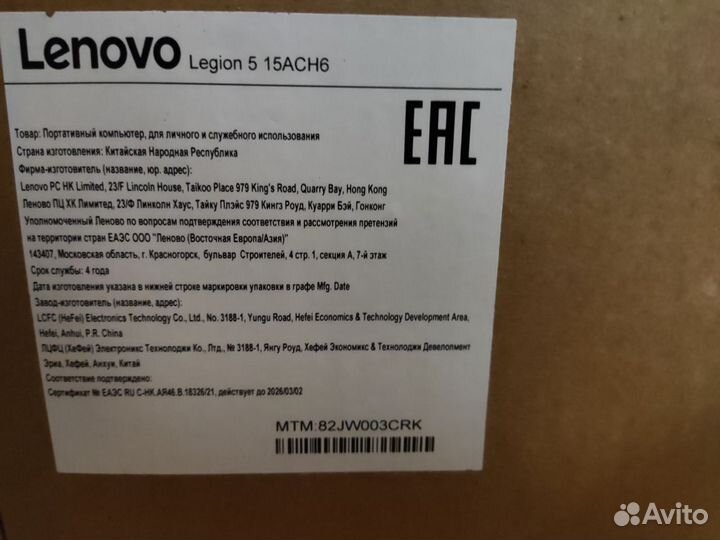 Lenovo Legion 5 15ACH6
EAC
Товар: Портативный компьютер, для личного и служебного использования
Страна изготовления: Китайская Народная Республика
Фирма-изготовитель (название, юр. адрес):
Lenovo PC HK Limited, 23/F Lincoln House, Taikoo Place 979 King's Road, Quarry Bay, Hong Kong
Леново ПЦ ХК Лимитед, 23/Ф Линколн Хаус, Тайку Плэйс 979 Кингз Роуд, Куарри Бэй, Гонконг
Уполномоченный Леново по вопросам подтверждения соответствия и рассмотрения претензий
на территории стран ЕАЭС ООО "Леново (Восточная Европа/Азия)"
143407, Московская область, г. Красногорск, бульвар Строителей, 4 стр. 1, секция А, 7-й этаж
Срок службы: 4 года
Дата изготовления указана в нижней строке маркировки упаковки в графе Mfg. Date
Завод-изготовитель (название, адрес):
LCFC (HeFei) Electronics Technology Co., Ltd., No. 3188-1, Yungu Road, Hefei Economics & Technology Development Area,
Hefei, Anhui, P.R. China
ЛЦФЦ (ХэФей) Электроникс Технолоджи Ко., Лтд., № 3188-1, Янгу Роуд, Хефей Экономикс & Технолоджи Девелопмент
Эриа, Хефей, Анхуи, Китай
Соответствие подтверждено:
Сертификат № ЕАЭС RU C-HK.АЯ46.В.18326/21, действует до 2026/03/02
MTM:82JW003CRK
Avito